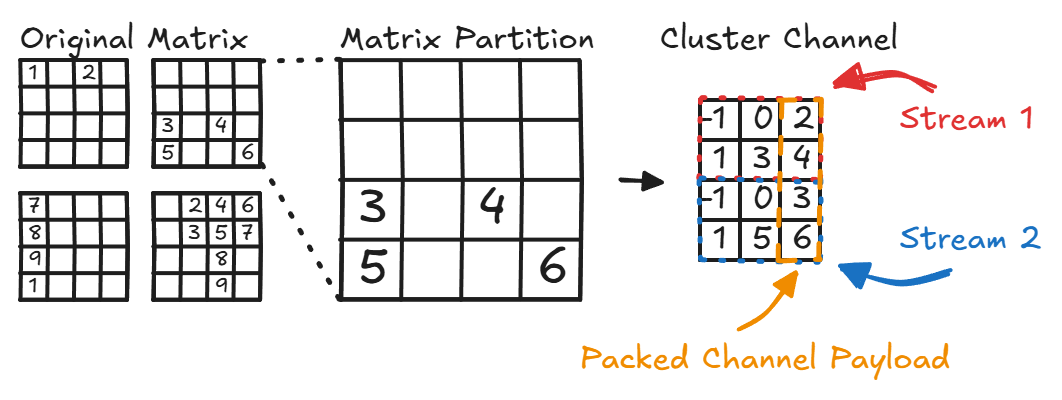 Original Matrix
Matrix Partition
Cluster Channel
1 2
3 4
5 6
7
8
9
1
2 4 6
3 5 7
8
9
3 4
5 6
-1 0 2
1 3 4
-1 0 3
1 5 6
Stream 1
Stream 2
Packed Channel Payload